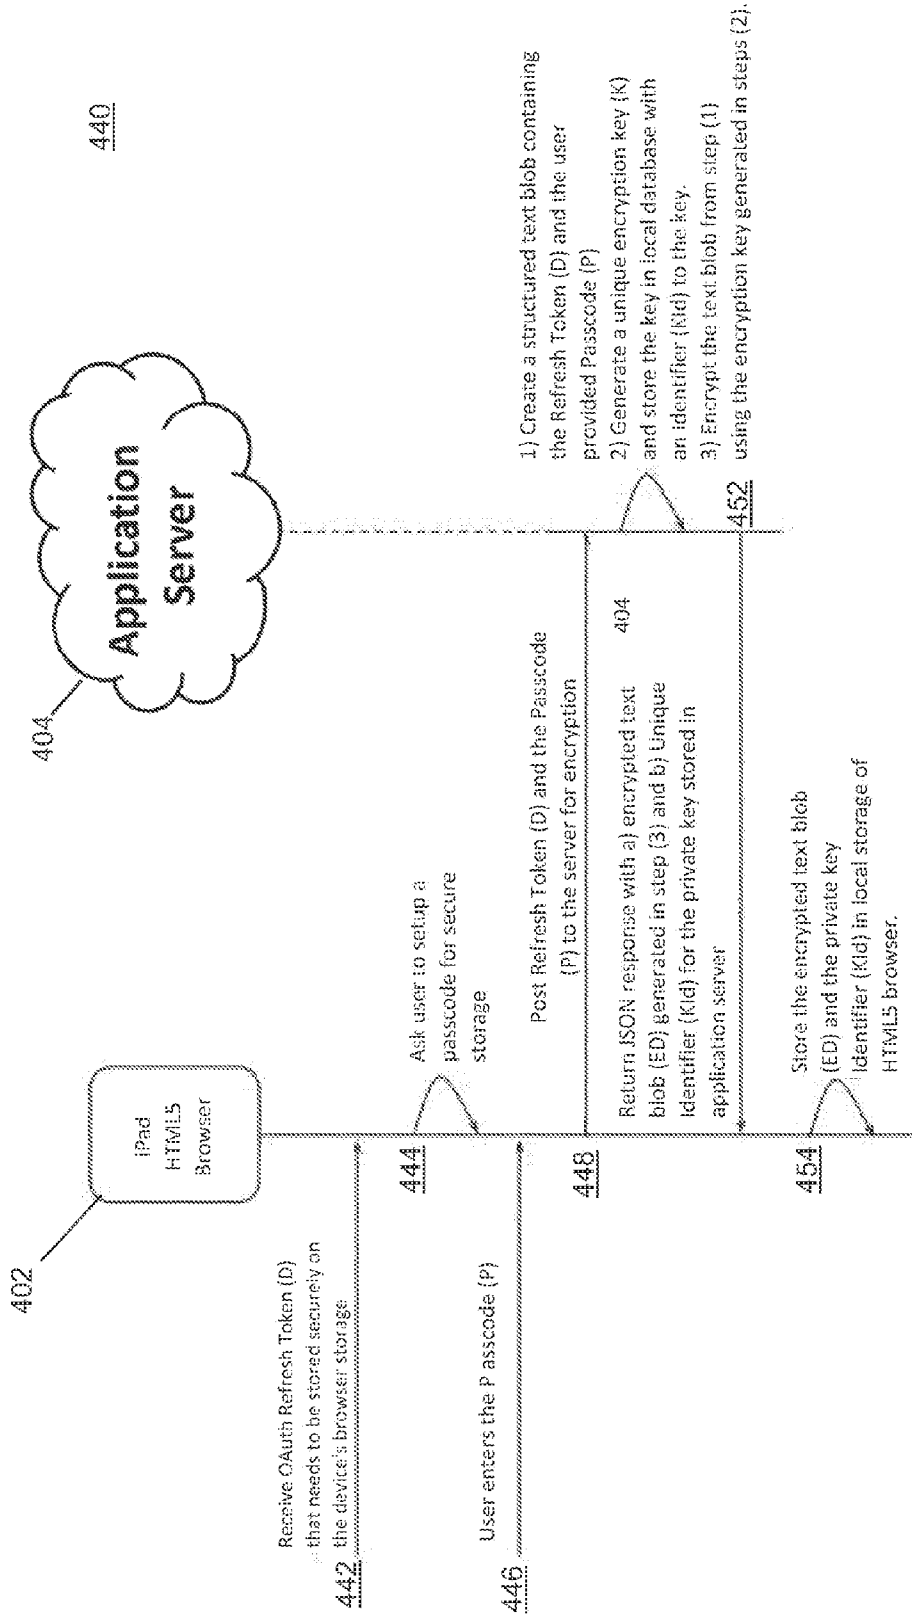 440
402
iPad
HTML5
Browser
404
Application
Server
Receive OAuth Refresh Token (D)
that needs to be stored securely on
the device's browser storage
442
444
Ask user to setup a
passcode for secure
storage
User enters the P asscode (P)
446
Post Refresh Token (D) and the Passcode
(P) to the server for encryption
448
1) Create a structured text blob containing
the Refresh Token (D) and the user
provided Passcode (P)
2) Generate a unique encryption key (K)
and store the key in local database with
an identifier (KId) to the key.
3) Encrypt the text blob from step (1)
using the encryption key generated in steps (2).
404
Return JSON response with a) encrypted text
blob (ED) generated in step (3) and b) Unique
Identifier (KId) for the private key stored in
application server
452
454
Store the encrypted text blob
(ED) and the private key
Identifier (KId) in local storage of
HTML5 browser.